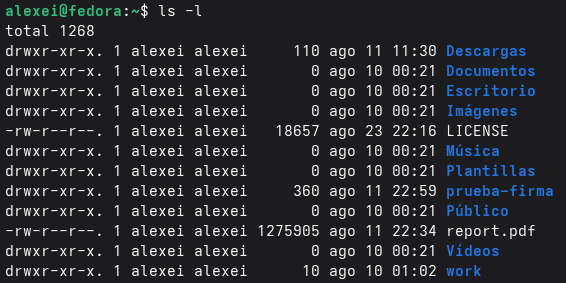 alexei@fedora:~$ ls -l
total 1268
drwxr-xr-x. 1 alexei alexei     110 ago 11 11:30 Descargas
drwxr-xr-x. 1 alexei alexei       0 ago 10 00:21 Documentos
drwxr-xr-x. 1 alexei alexei       0 ago 10 00:21 Escritorio
drwxr-xr-x. 1 alexei alexei       0 ago 10 00:21 Imágenes
-rw-r--r--. 1 alexei alexei   18657 ago 23 22:16 LICENSE
drwxr-xr-x. 1 alexei alexei       0 ago 10 00:21 Música
drwxr-xr-x. 1 alexei alexei       0 ago 10 00:21 Plantillas
drwxr-xr-x. 1 alexei alexei     360 ago 11 22:59 prueba-firma
drwxr-xr-x. 1 alexei alexei       0 ago 10 00:21 Público
-rw-r--r--. 1 alexei alexei 1275905 ago 11 22:34 report.pdf
drwxr-xr-x. 1 alexei alexei       0 ago 10 00:21 Vídeos
drwxr-xr-x. 1 alexei alexei      10 ago 10 01:02 work